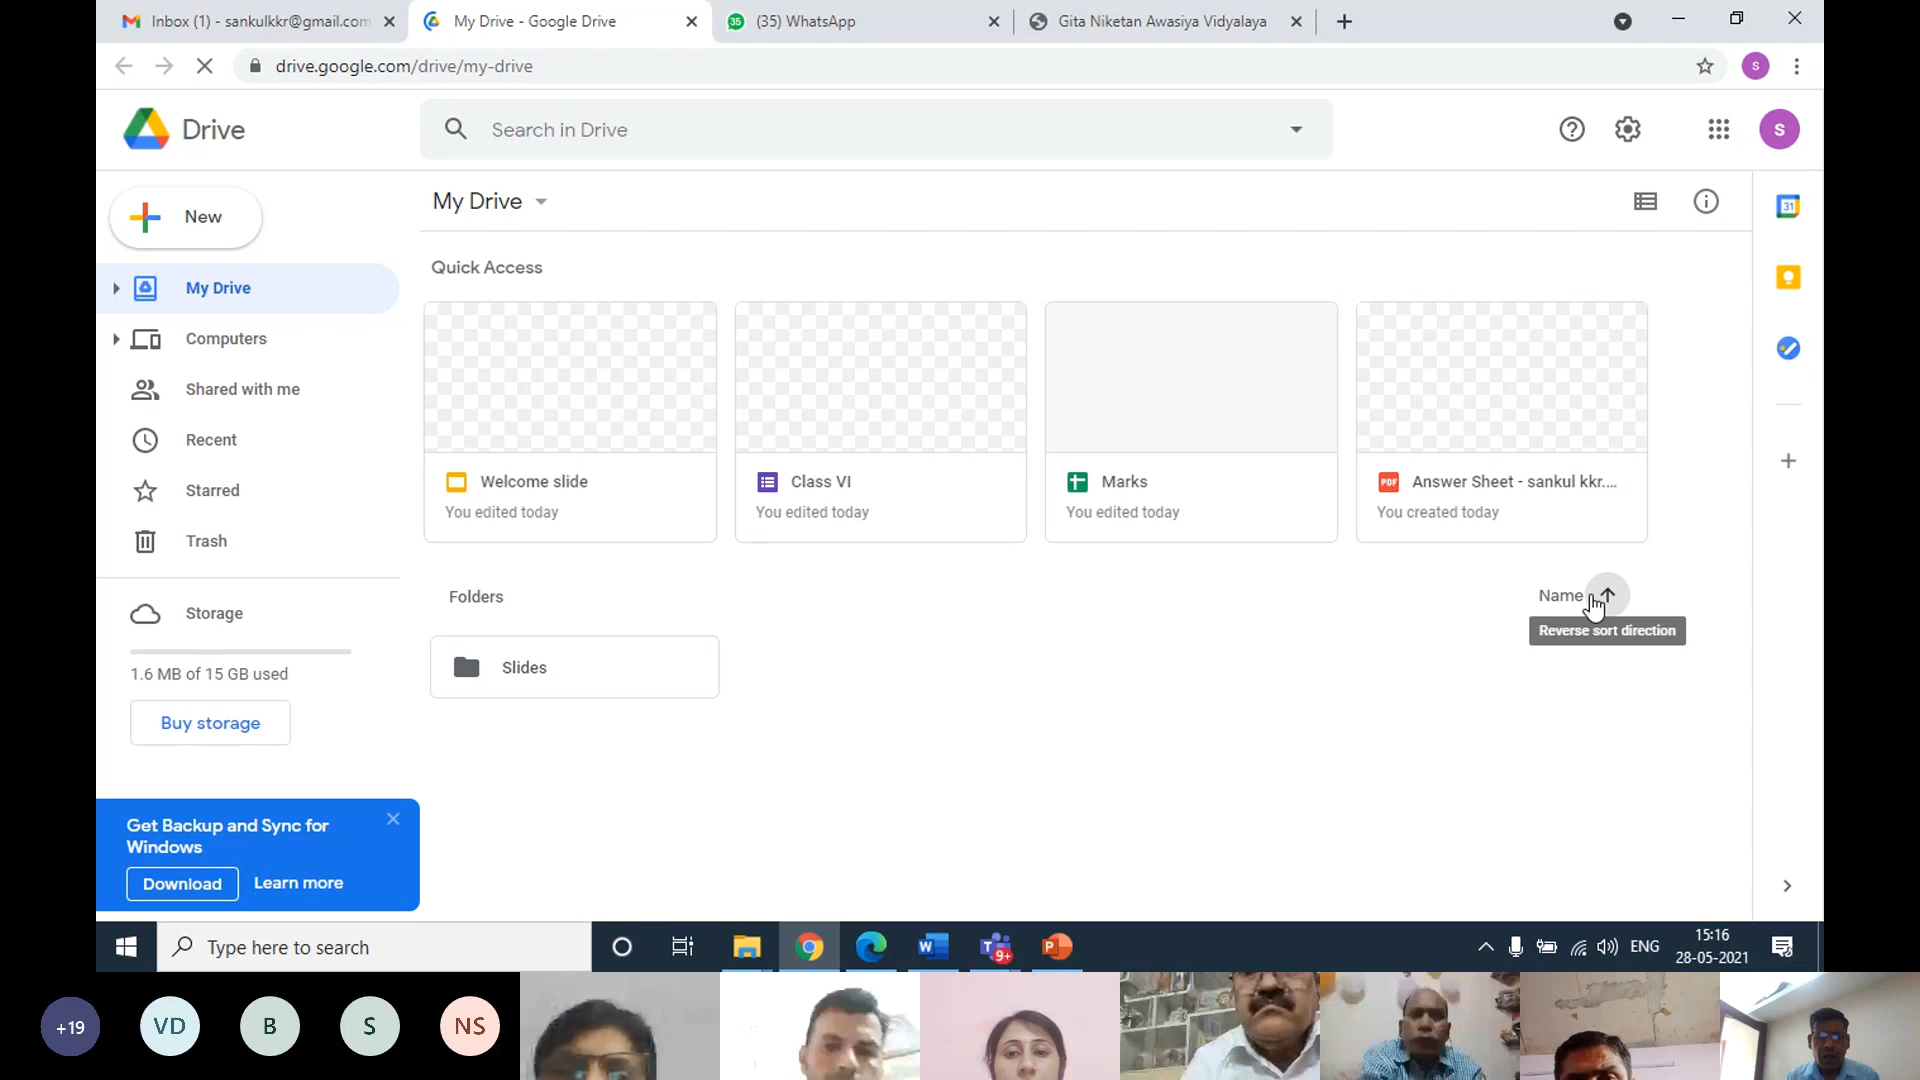 Inbox (1) - sankulkkr@gmail.com
My Drive - Google Drive
35
(35) WhatsApp
Gita Niketan Awasiya Vidyalaya
drive.google.com/drive/my-drive
s
Drive
Search in Drive
s
New
My Drive
31
Quick Access
My Drive
Computers
Shared with me
Recent
Starred
Trash
Storage
1.6 MB of 15 GB used
Buy storage
Welcome slide
You edited today
Class VI
You edited today
Marks
You edited today
PDF
Answer Sheet - sankul kkr....
You created today
Folders
Name
Reverse sort direction
Slides
Get Backup and Sync for
Windows
Download
Learn more
Type here to search
W
T
9+
P
ENG
15:16
28-05-2021
+19
VD
B
S
NS